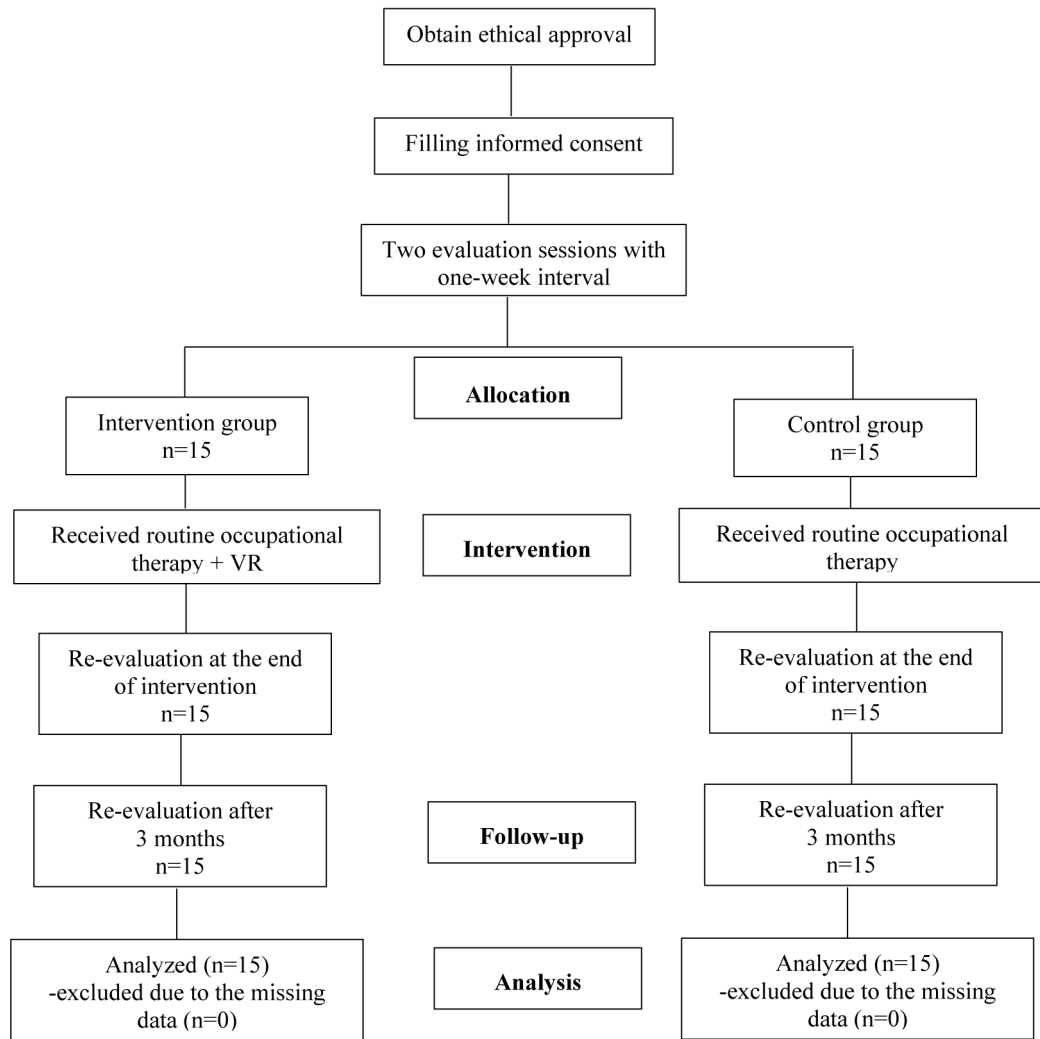 Obtain ethical approval
Filling informed consent
Two evaluation sessions with
one-week interval
Allocation
Intervention group
n=15
Control group
n=15
Received routine occupational
therapy + VR
Intervention
Received routine occupational
therapy
Re-evaluation at the end
of intervention
n=15
Re-evaluation at the end
of intervention
n=15
Re-evaluation after
3 months
n=15
Follow-up
Re-evaluation after
3 months
n=15
Analyzed (n=15)
-excluded due to the missing
data (n=0)
Analysis
Analyzed (n=15)
-excluded due to the missing
data (n=0)